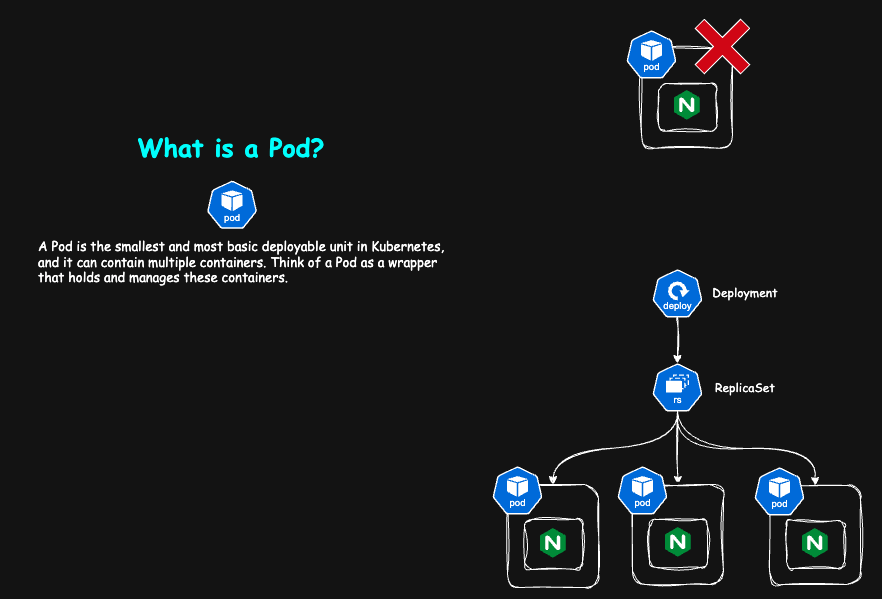 pod
N
What is a Pod?
pod
A Pod is the smallest and most basic deployable unit in Kubernetes,
and it can contain multiple containers. Think of a Pod as a wrapper
that holds and manages these containers.
deploy
Deployment
rs
ReplicaSet
pod
pod
pod
N
N
N